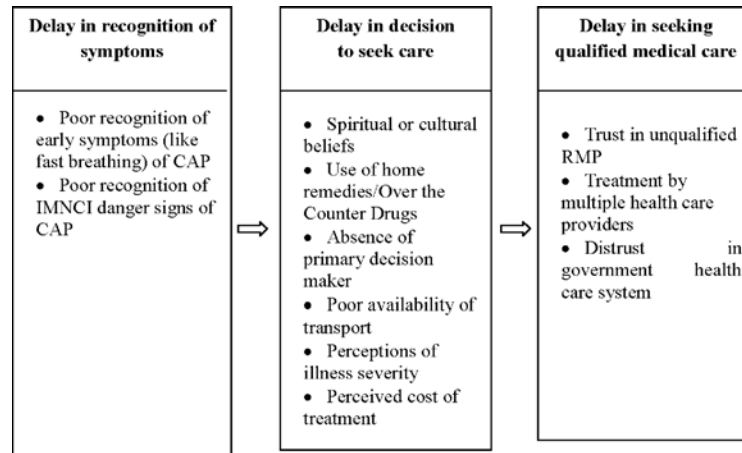 Delay in recognition of
symptoms
• Poor recognition of
early symptoms (like
fast breathing) of CAP
• Poor recognition of
IMNCI danger signs of
CAP
Delay in decision
to seek care
• Spiritual or cultural
beliefs
• Use of home
remedies/Over the
Counter Drugs
• Absence of
primary decision
maker
• Poor availability of
transport
• Perceptions of
illness severity
• Perceived cost of
treatment
Delay in seeking
qualified medical care
• Trust in unqualified
RMP
• Treatment by
multiple health care
providers
• Distrust in
government health
care system